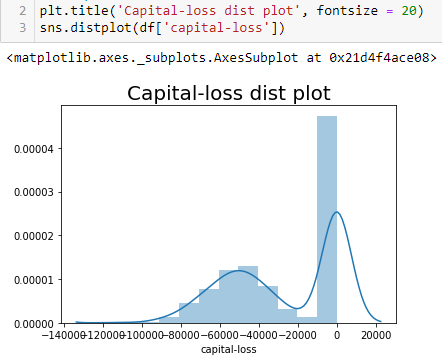 2 plt.title('Capital-loss dist plot', fontsize = 20)
3 sns.distplot(df['capital-loss'])
<matplotlib.axes._subplots.AxesSubplot at 0x21d4f4ace08>
Capital-loss dist plot
0.00004
0.00003
0.00002
0.00001
0.00000
−140000−120000−100000 −80000 −60000 −40000 −20000 0 20000
capital-loss